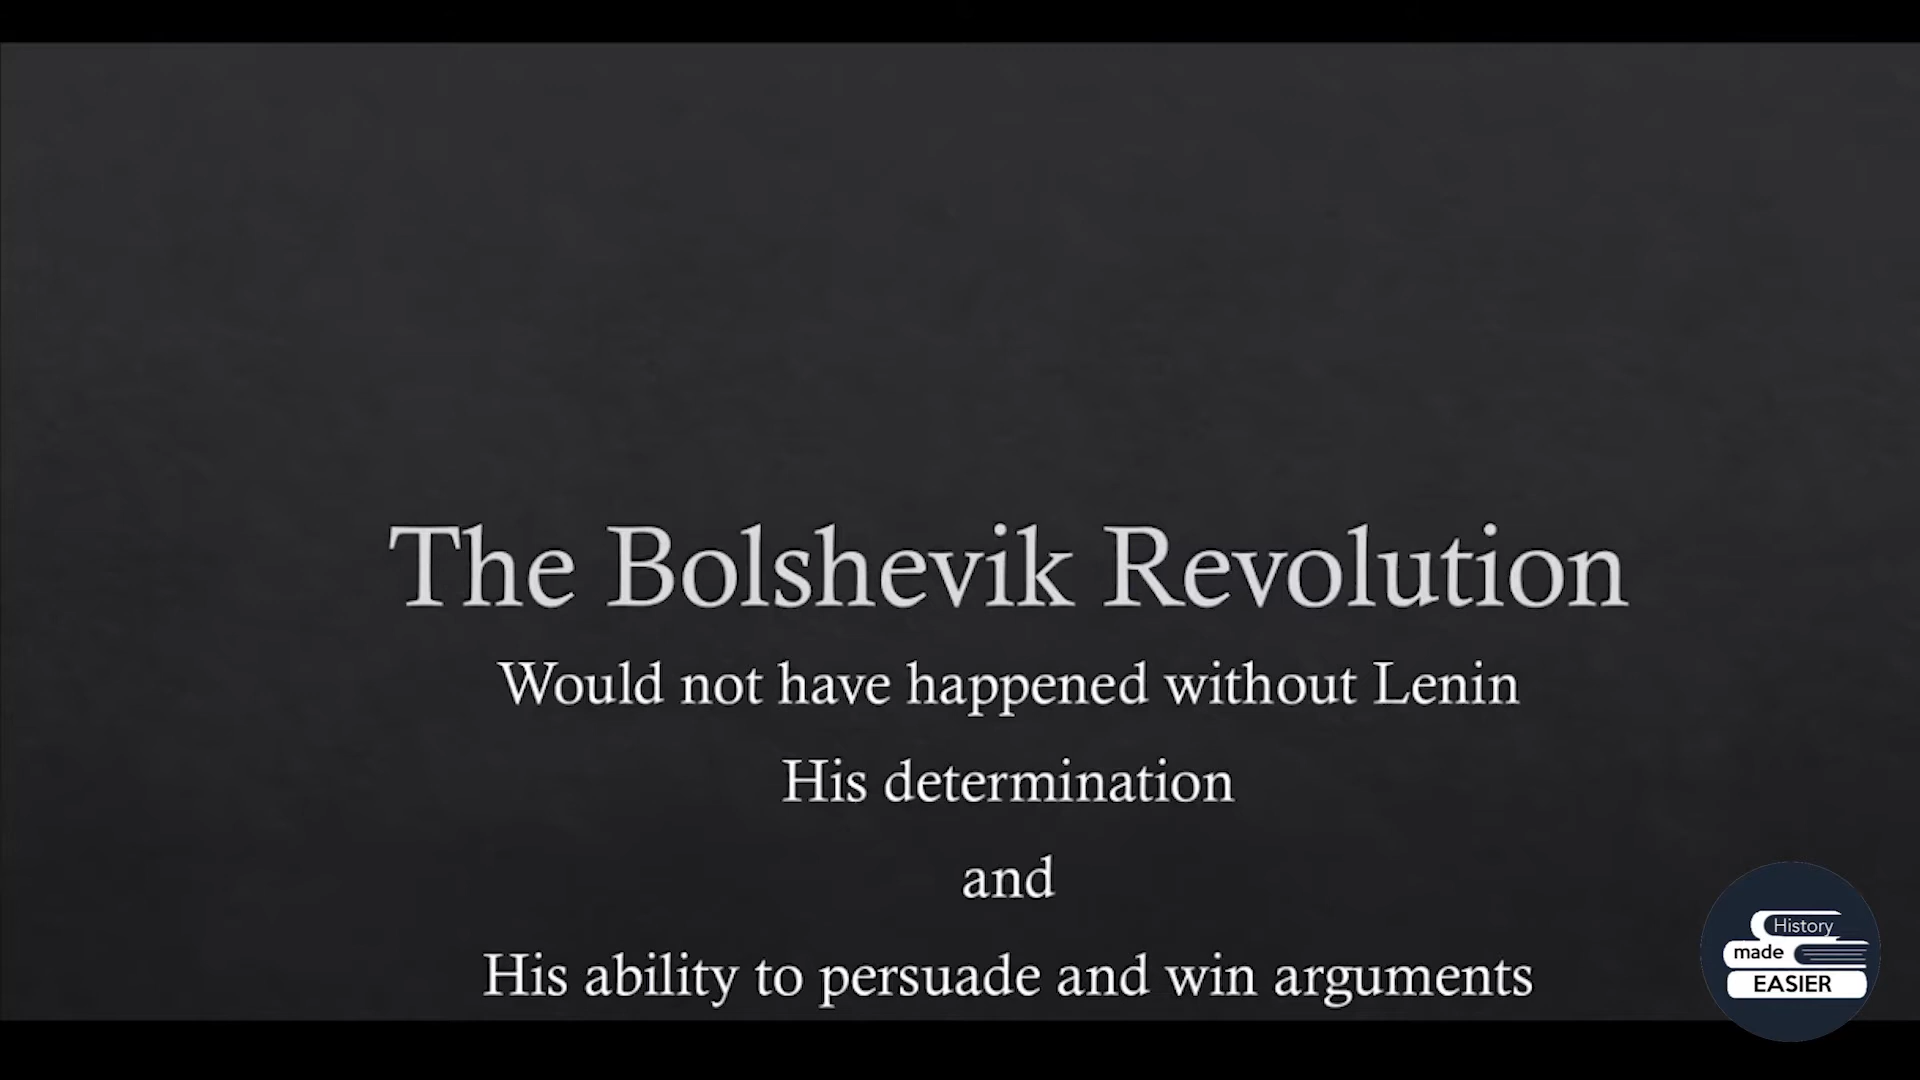 The Bolshevik Revolution
Would not have happened without Lenin
His determination
and
His ability to persuade and win arguments
History
made
EASIER